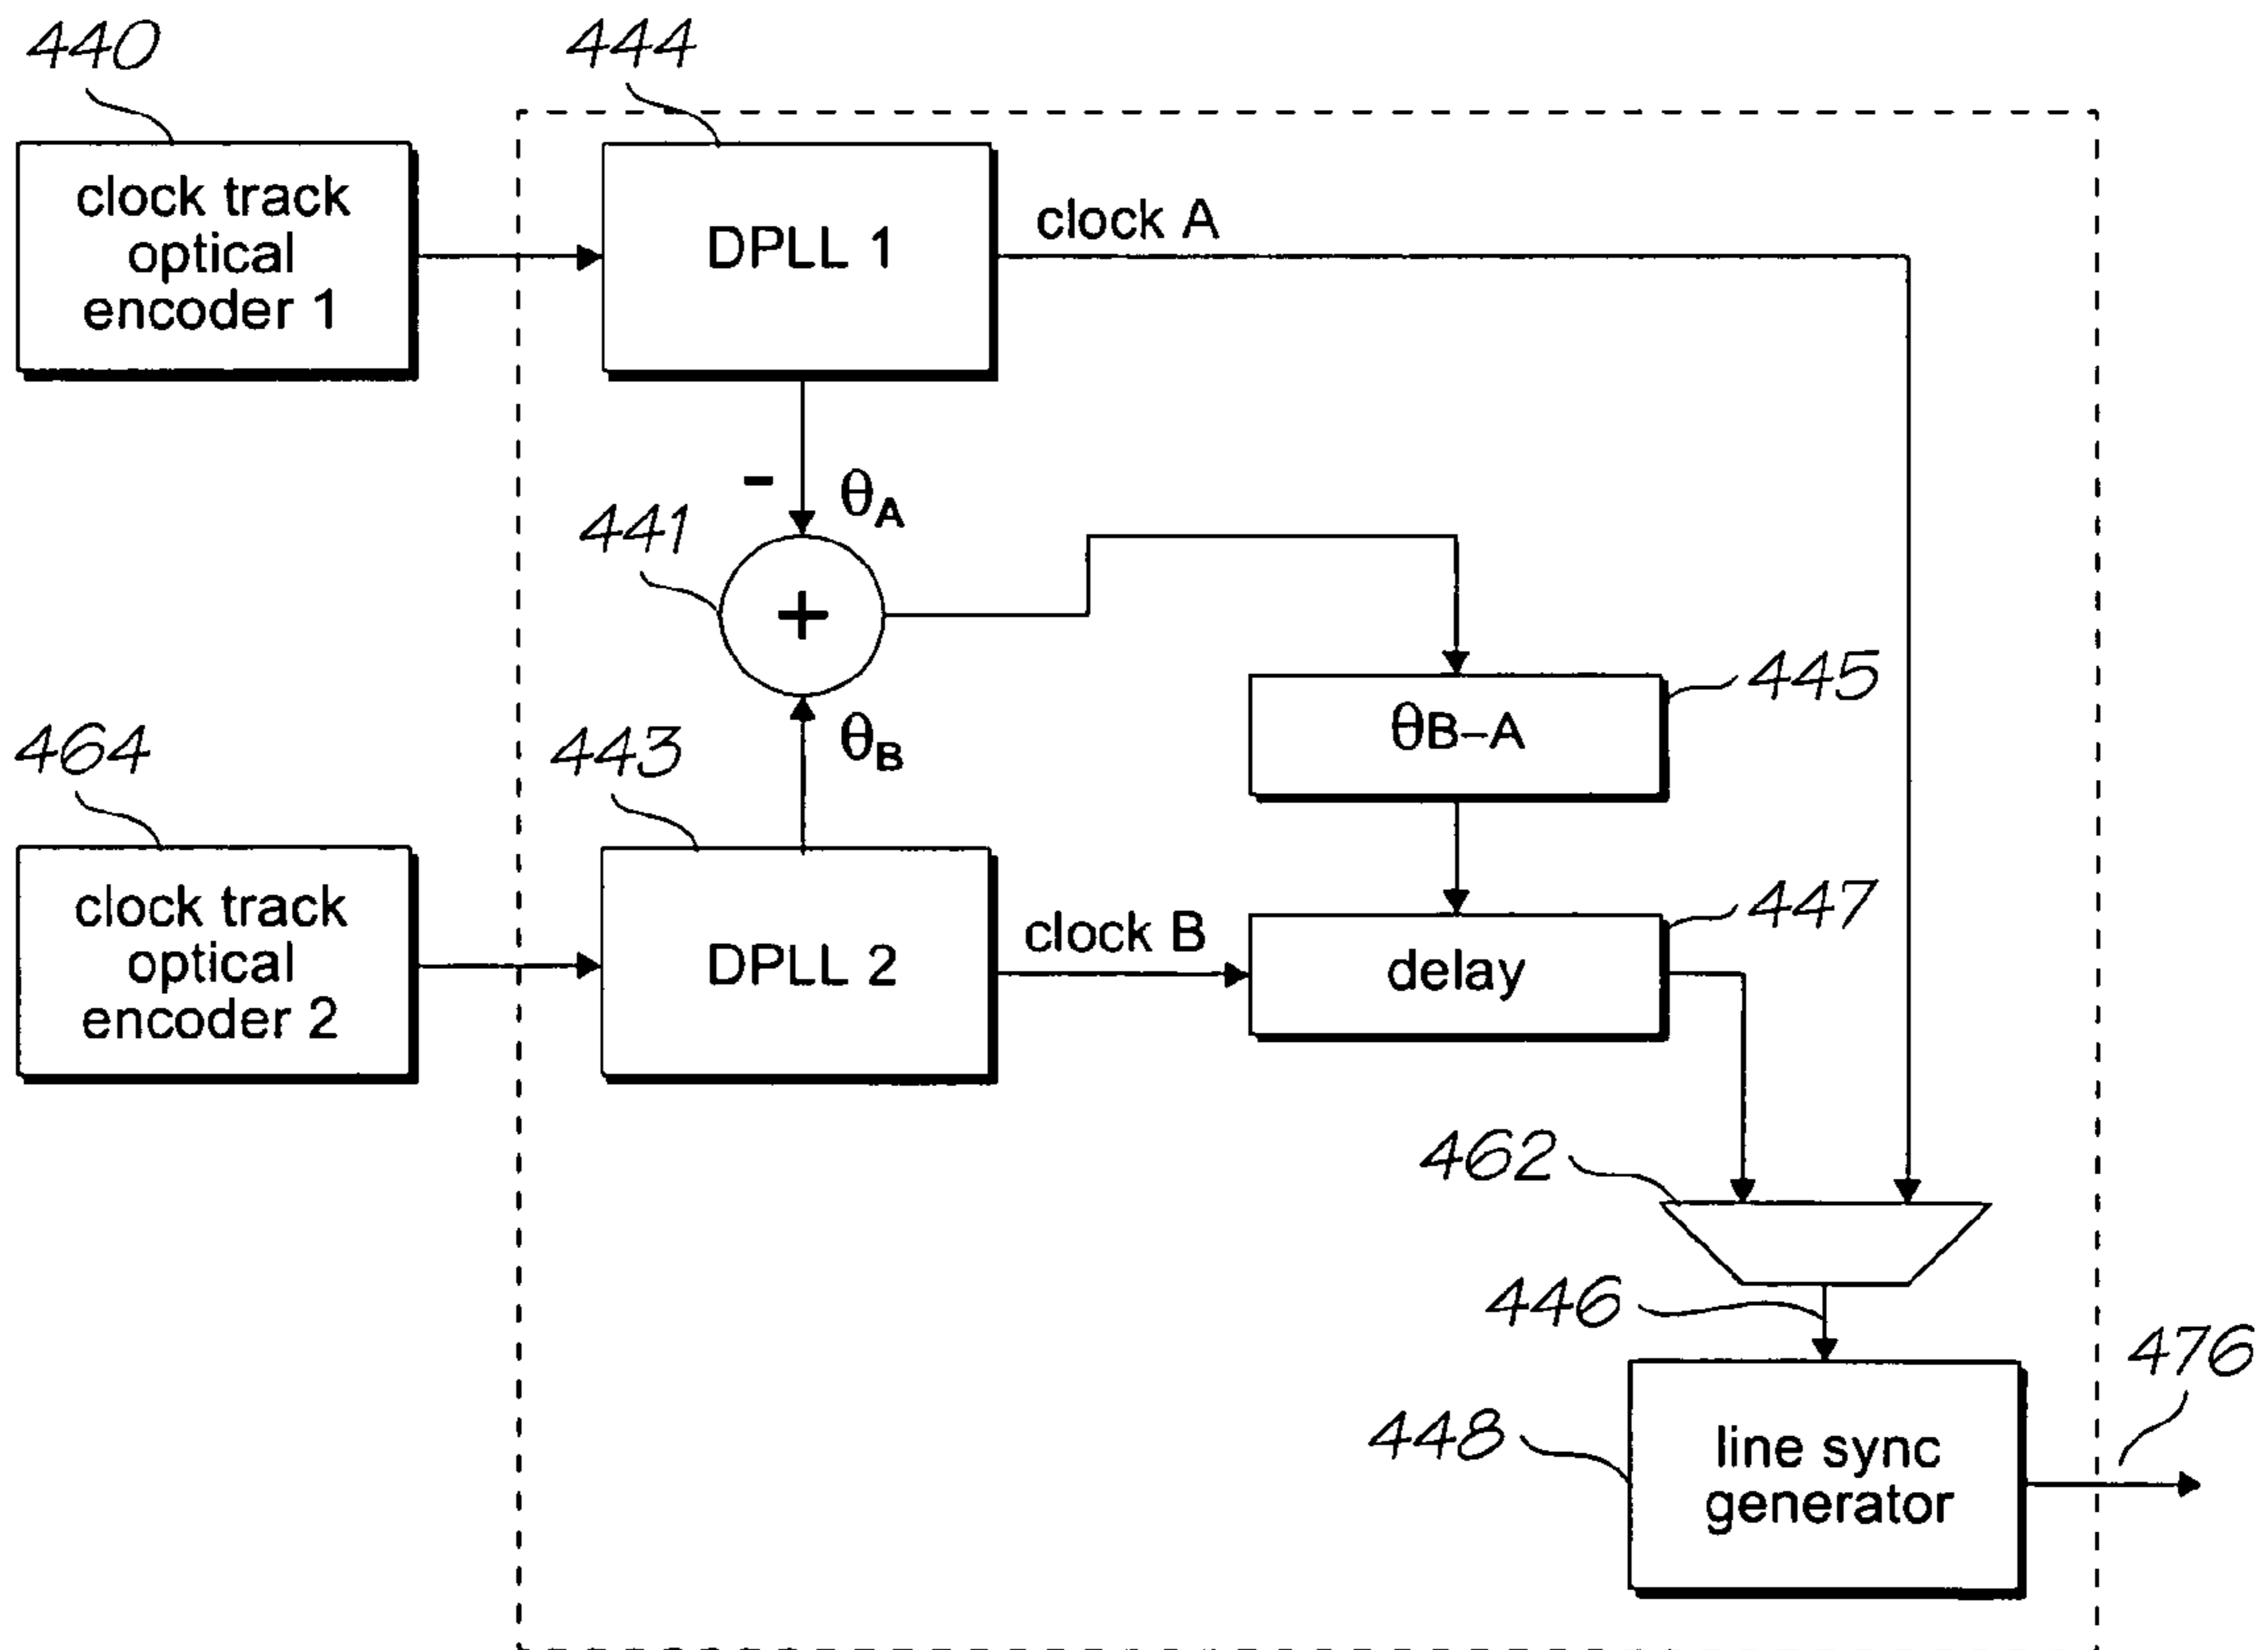 440
444
clock track
optical
encoder 1
DPLL 1
clock A
-
θA
441
+
445
θB-A
464
443
θB
clock track
optical
encoder 2
DPLL 2
clock B
447
delay
462
446
476
448
line sync
generator